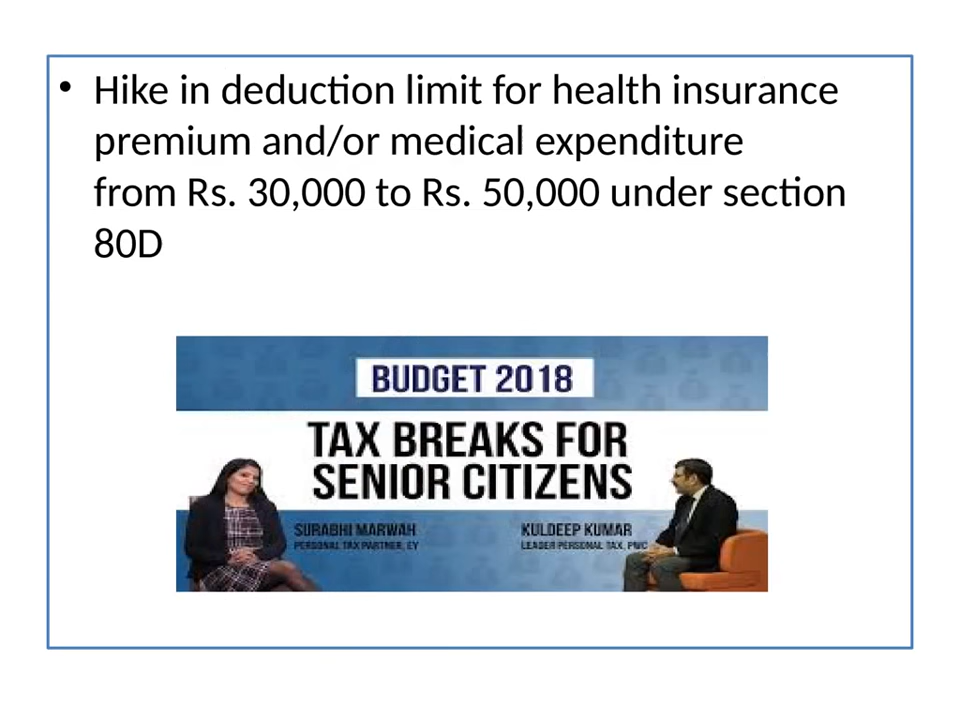 • Hike in deduction limit for health insurance
premium and/or medical expenditure
from Rs. 30,000 to Rs. 50,000 under section
80D
BUDGET 2018
TAX BREAKS FOR
SENIOR CITIZENS
SURABHI MARWAH
PERSONAL TAX PARTNER, EY
KULDEEP KUMAR
LEADER PERSONAL TAX, PWC